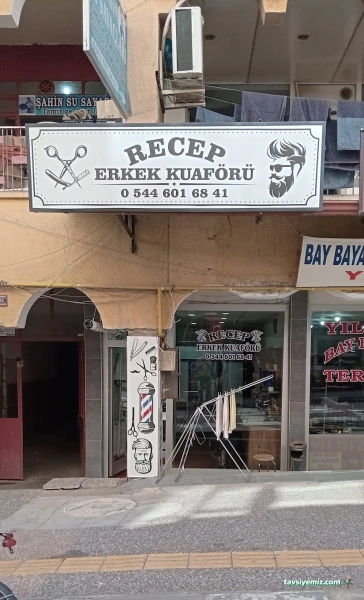 ŞAHİN SU SAYA
RECEP
ERKEK KUAFÖRÜ
0 544 601 68 41
BAY BAYA
Y
RECEP
ERKEK KUAFÖRÜ
0 544 601 68 41
YIL
BAY
TER
tavsiyemiz.com